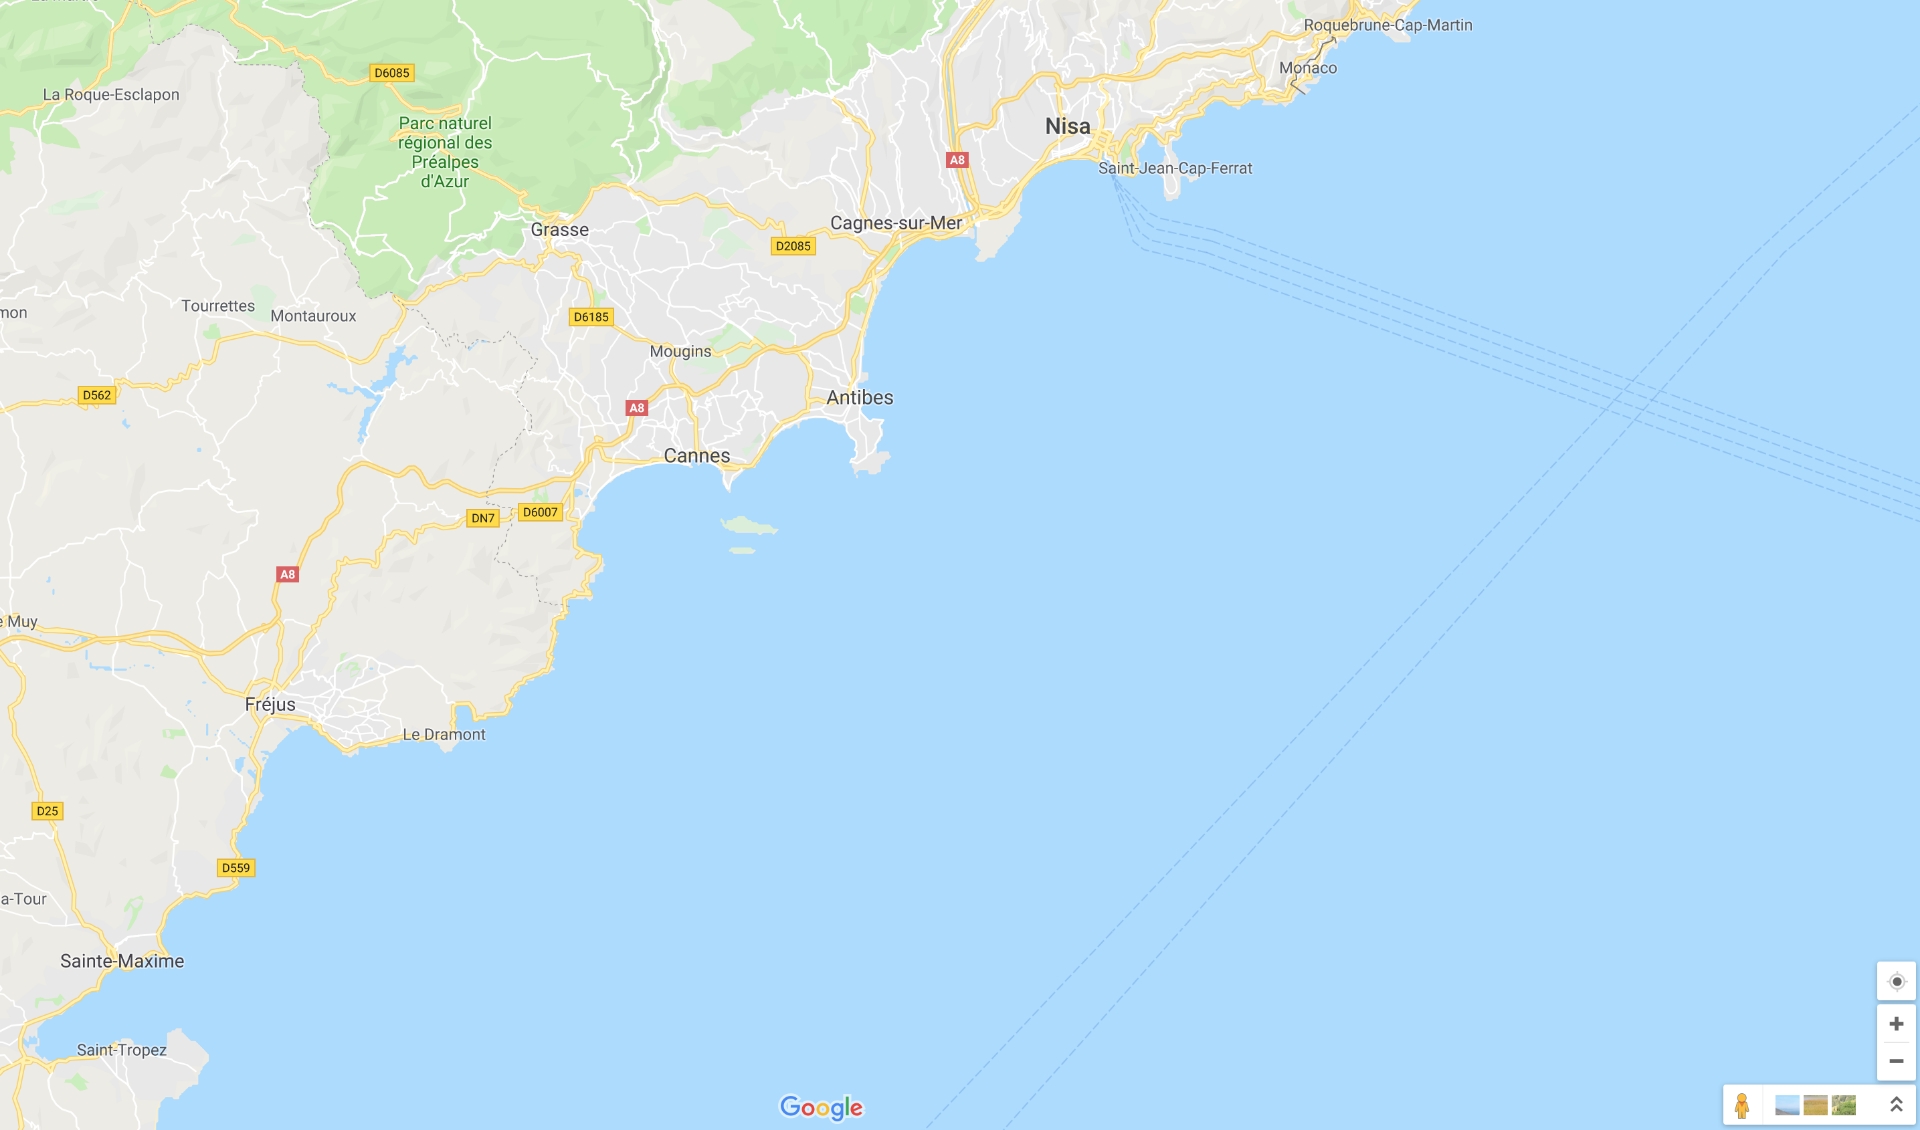 Roquebrune-Cap-Martin
D6085
Monaco
La Roque-Esclapon
Parc naturel
régional des
Préalpes
d'Azur
Nisa
A8
Saint-Jean-Cap-Ferrat
Cagnes-sur-Mer
Grasse
D2085
Tourrettes
Montauroux
mon
D6185
Mougins
D562
Antibes
A8
Cannes
D6007
DN7
A8
e Muy
Fréjus
Le Dramont
D25
D559
a-Tour
Sainte-Maxime
Saint-Tropez
Google